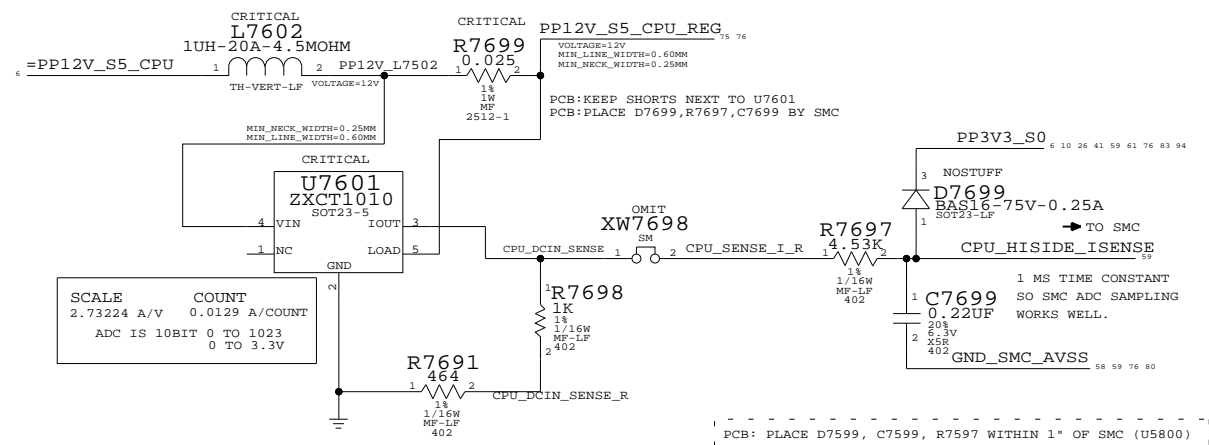 CRITICAL
L7602
1UH-20A-4.5MOHM
6 =PP12V_S5_CPU 1 2
TH-VERT-LF
PP12V_L7502
VOLTAGE=12V
CRITICAL
R7699
0.025
1 2
1%
1W
MF
2512-1
PP12V_S5_CPU_REG
75 76
VOLTAGE=12V
MIN_LINE_WIDTH=0.60MM
MIN_NECK_WIDTH=0.25MM
PCB:KEEP SHORTS NEXT TO U7601
PCB:PLACE D7699,R7697,C7699 BY SMC
MIN_NECK_WIDTH=0.25MM
MIN_LINE_WIDTH=0.60MM
CRITICAL
U7601
ZXCT1010
SOT23-5
4 VIN IOUT 3
1 NC LOAD 5
GND
2
CPU_DCIN_SENSE
OMIT
XW7698
SM
1 2
CPU_SENSE_I_R
R7697
4.53K
1 2
1%
1/16W
MF-LF
402
PP3V3_S0
6 10 26 41 59 61 76 83 94
3 NOSTUFF
D7699
BAS16-75V-0.25A
SOT23-LF
1
TO SMC
CPU_HISIDE_ISENSE
59
1 MS TIME CONSTANT
SO SMC ADC SAMPLING
WORKS WELL.
1 C7699
0.22UF
20%
6.3V
2 X5R
402
GND_SMC_AVSS
58 59 76 80
SCALE COUNT
2.73224 A/V 0.0129 A/COUNT
ADC IS 10BIT 0 TO 1023
0 TO 3.3V
1 R7698
1K
1%
1/16W
MF-LF
2 402
R7691
464
1 2
1%
1/16W
MF-LF
402
CPU_DCIN_SENSE_R
PCB: PLACE D7599, C7599, R7597 WITHIN 1" OF SMC (U5800)